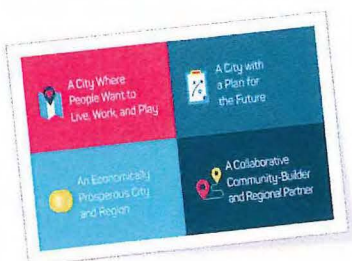 A City Where
People Want to
Live, Work, and Play
A City with
a Plan for
the Future
An Economically
Prosperous City
and Region
A Collaborative
Community-Builder
and Regional Partner